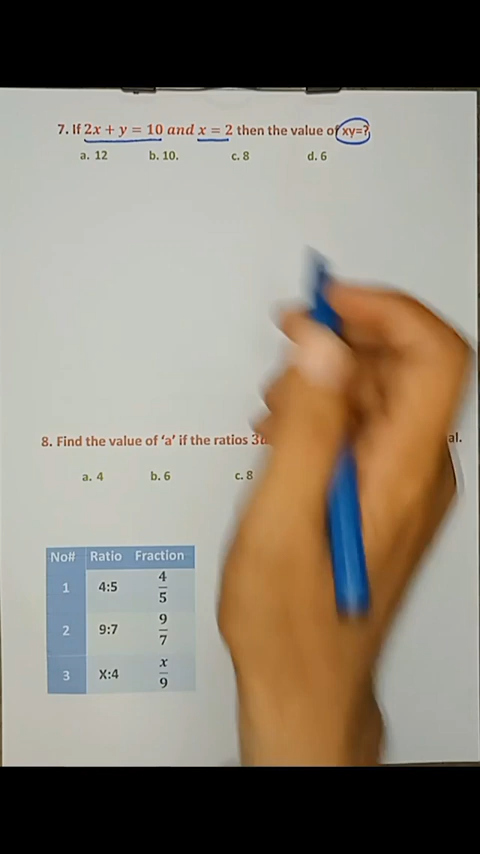 7. If 2x + y = 10 and x = 2 then the value of xy=?
a. 12 b. 10. c. 8 d. 6
8. Find the value of 'a' if the ratios al.
a. 4 b. 6 c. 8
No# Ratio Fraction
1 4:5 4/5
2 9:7 9/7
3 X:4 x/9